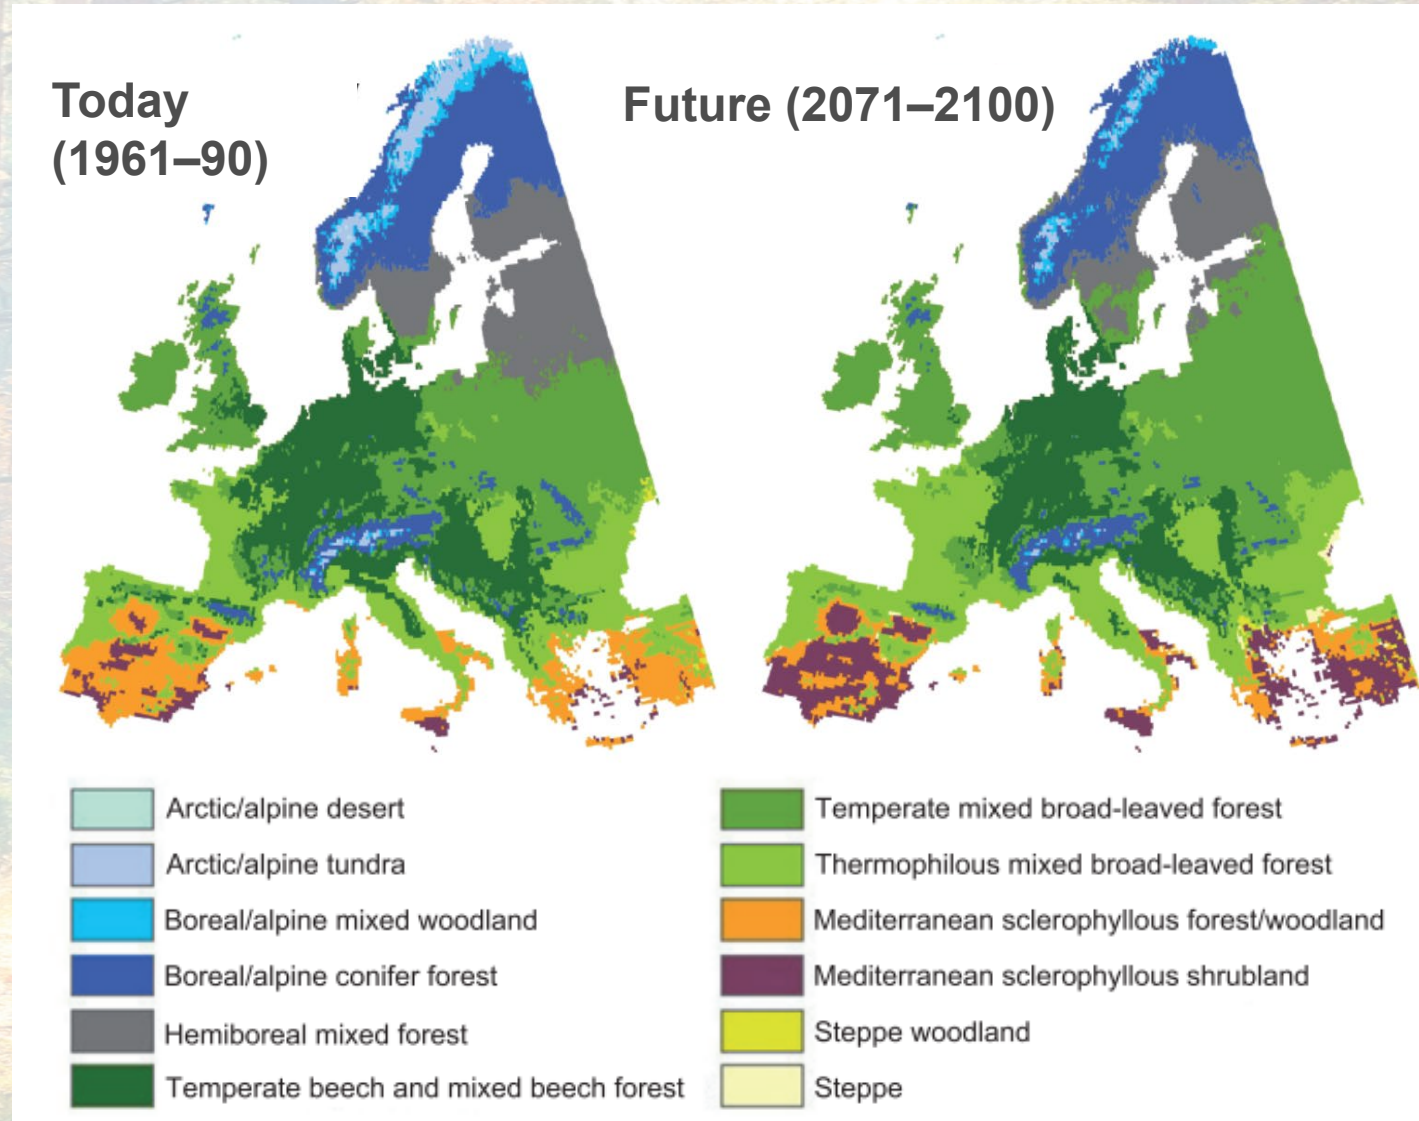 Today
(1961–90)
Future (2071–2100)
Arctic/alpine desert
Arctic/alpine tundra
Boreal/alpine mixed woodland
Boreal/alpine conifer forest
Hemiboreal mixed forest
Temperate beech and mixed beech forest
Temperate mixed broad-leaved forest
Thermophilous mixed broad-leaved forest
Mediterranean sclerophyllous forest/woodland
Mediterranean sclerophyllous shrubland
Steppe woodland
Steppe